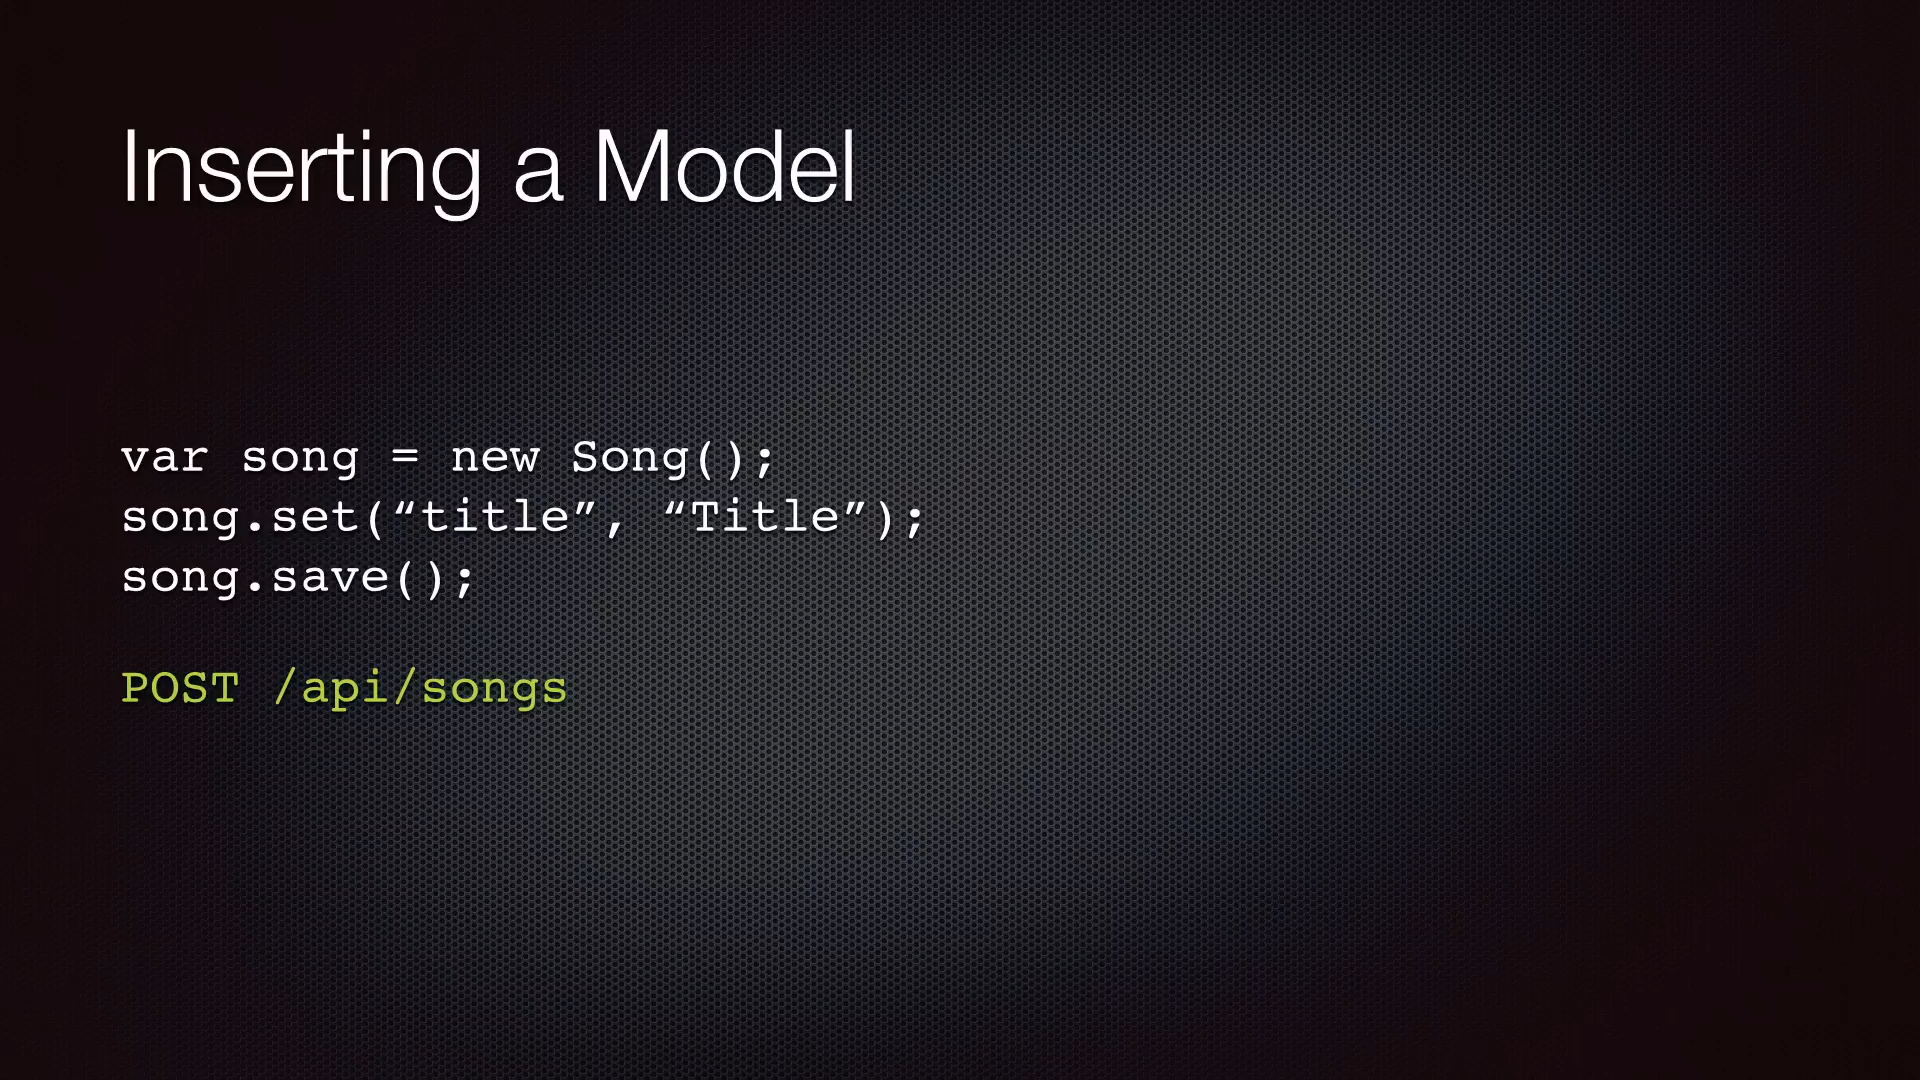 Inserting a Model
var song = new Song();
song.set(“title”, “Title”);
song.save();
POST /api/songs